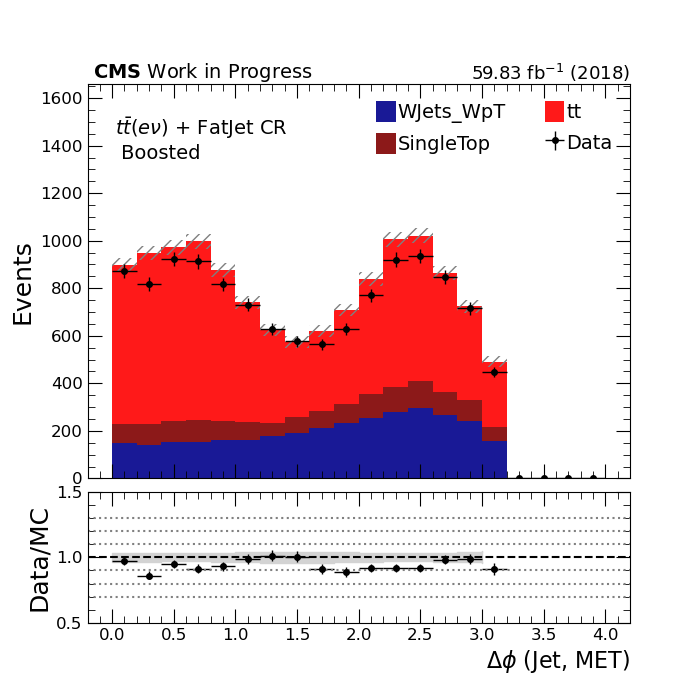 CMS Work in Progress 59.83 fb⁻¹ (2018)
tt̄(eν) + FatJet CR
Boosted
WJets_WpT tt
SingleTop Data
Events
1600
1400
1200
1000
800
600
400
200
0
Data/MC
1.5
1.0
0.5
0.0 0.5 1.0 1.5 2.0 2.5 3.0 3.5 4.0
Δϕ (Jet, MET)